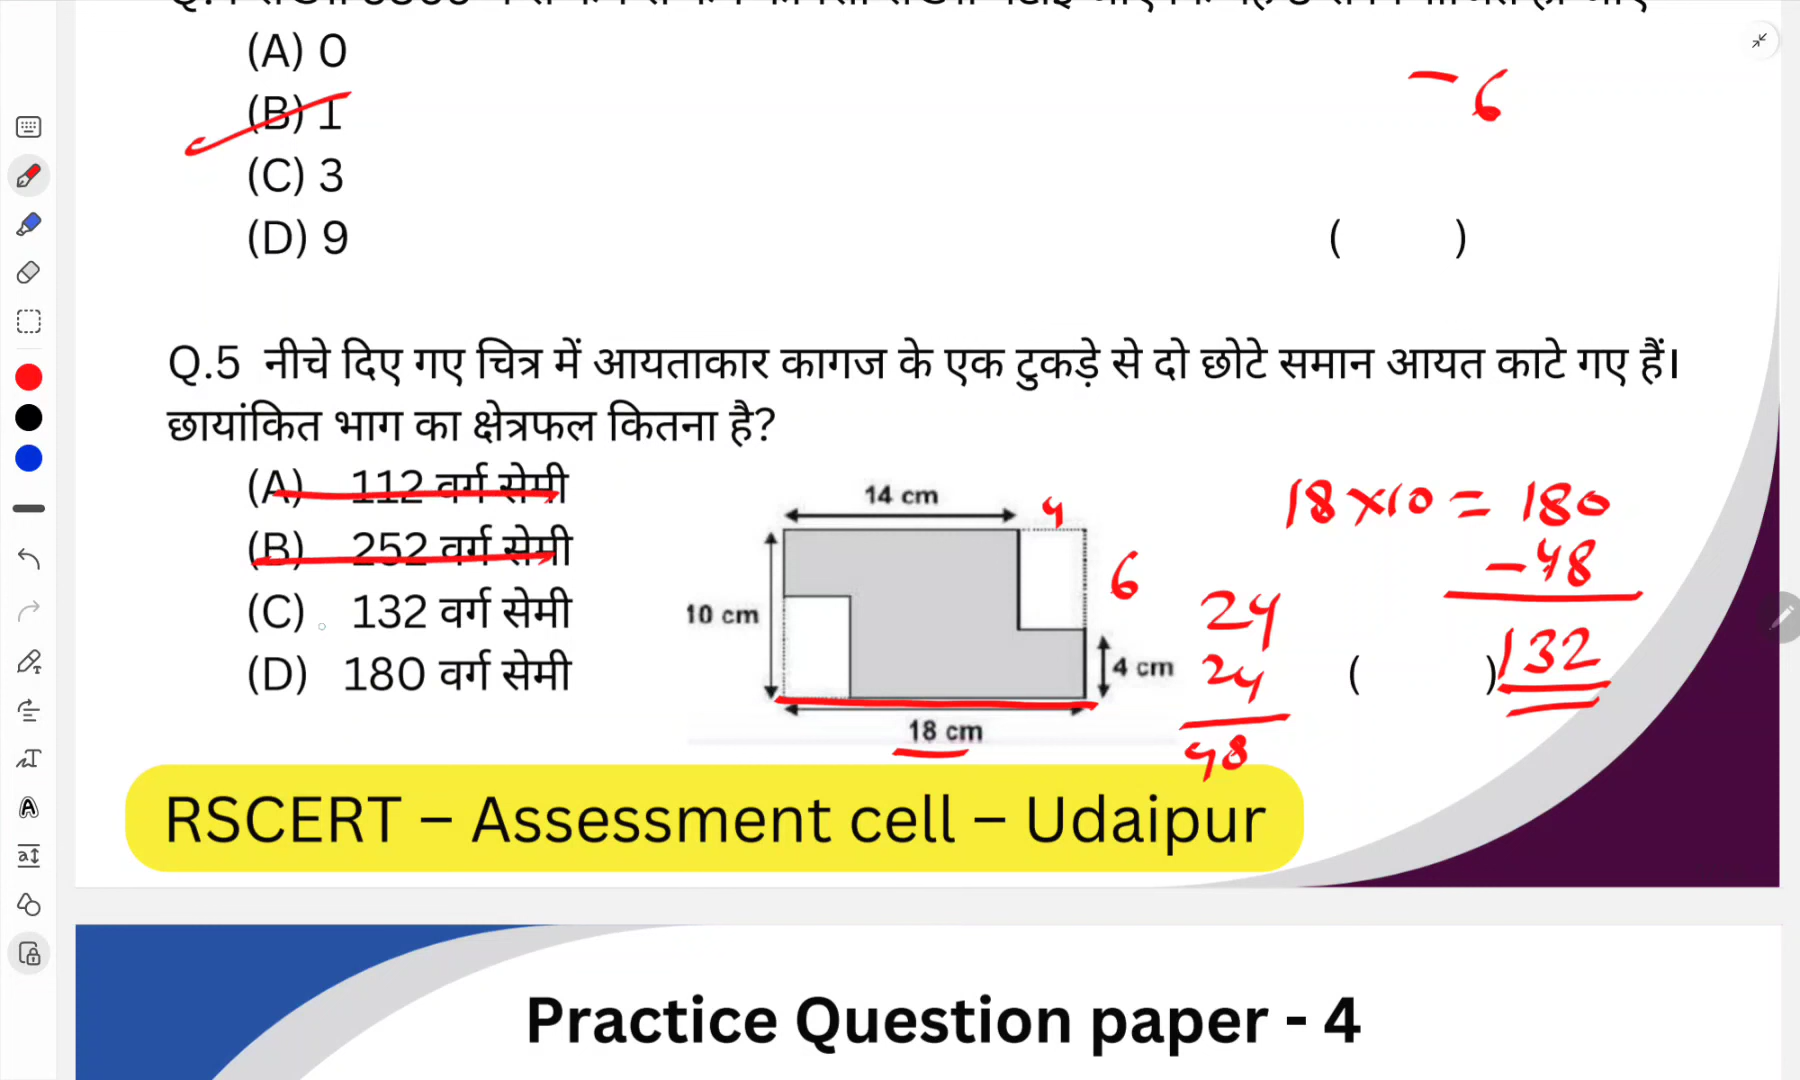 (A) 0
(B) 1
(C) 3
(D) 9
( )
- 6
Q.5 नीचे दिए गए चित्र में आयताकार कागज के एक टुकड़े से दो छोटे समान आयत काटे गए हैं।
छायांकित भाग का क्षेत्रफल कितना है?
(A) 112 वर्ग सेमी
(B) 252 वर्ग सेमी
(C) 132 वर्ग सेमी
(D) 180 वर्ग सेमी
14 cm
4
6
10 cm
4 cm
18 cm
24
24
48
18 × 10 = 180
- 48
132
( )
RSCERT – Assessment cell – Udaipur
Practice Question paper - 4